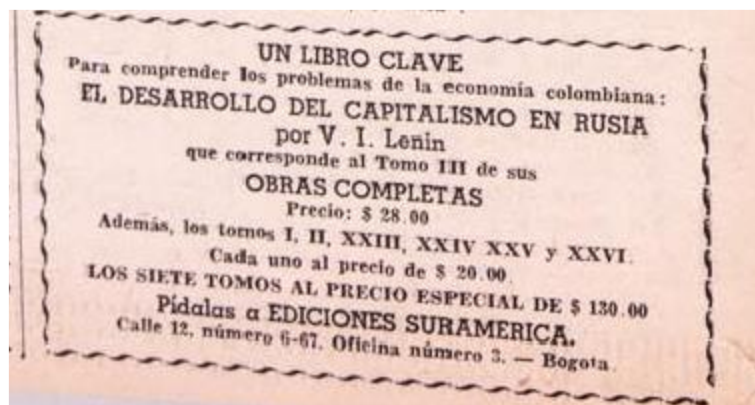 UN LIBRO CLAVE
Para comprender los problemas de la economía colombiana:
EL DESARROLLO DEL CAPITALISMO EN RUSIA
por V. I. Lenin
que corresponde al Tomo III de sus
OBRAS COMPLETAS
Precio: $ 28.00
Además, los tomos I, II, XXIII, XXIV XXV y XXVI.
Cada uno al precio de $ 20.00.
LOS SIETE TOMOS AL PRECIO ESPECIAL DE $ 130.00
Pídalas a EDICIONES SURAMERICA.
Calle 12, número 6-67. Oficina número 3. — Bogota